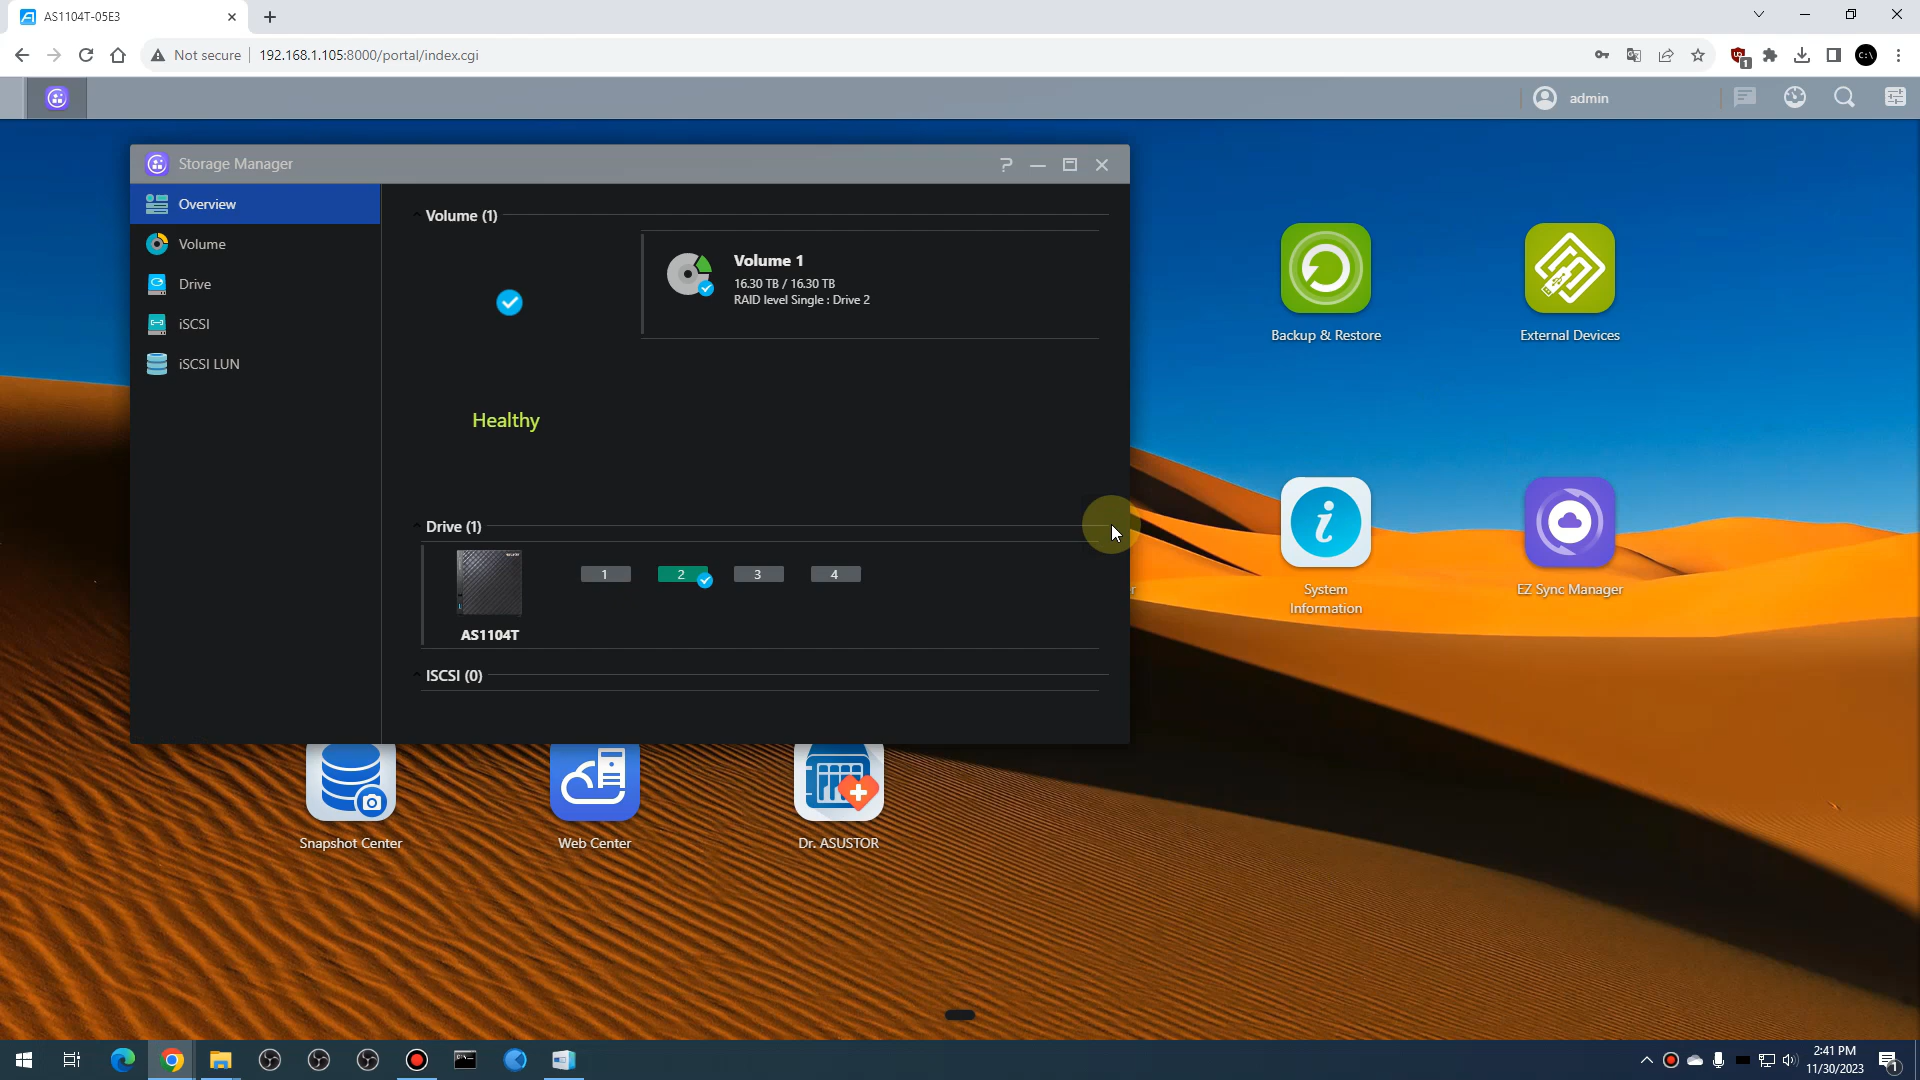 AS1104T-05E3
Not secure
192.168.1.105:8000/portal/index.cgi
1
C:\
admin
Storage Manager
?
Overview
Volume
Drive
iSCSI
iSCSI LUN
Volume (1)
Volume 1
16.30 TB / 16.30 TB
RAID level Single : Drive 2
Healthy
Drive (1)
1
2
3
4
AS1104T
ISCSI (0)
Backup & Restore
External Devices
r
System
Information
EZ Sync Manager
Snapshot Center
Web Center
Dr. ASUSTOR
2:41 PM
11/30/2023
1